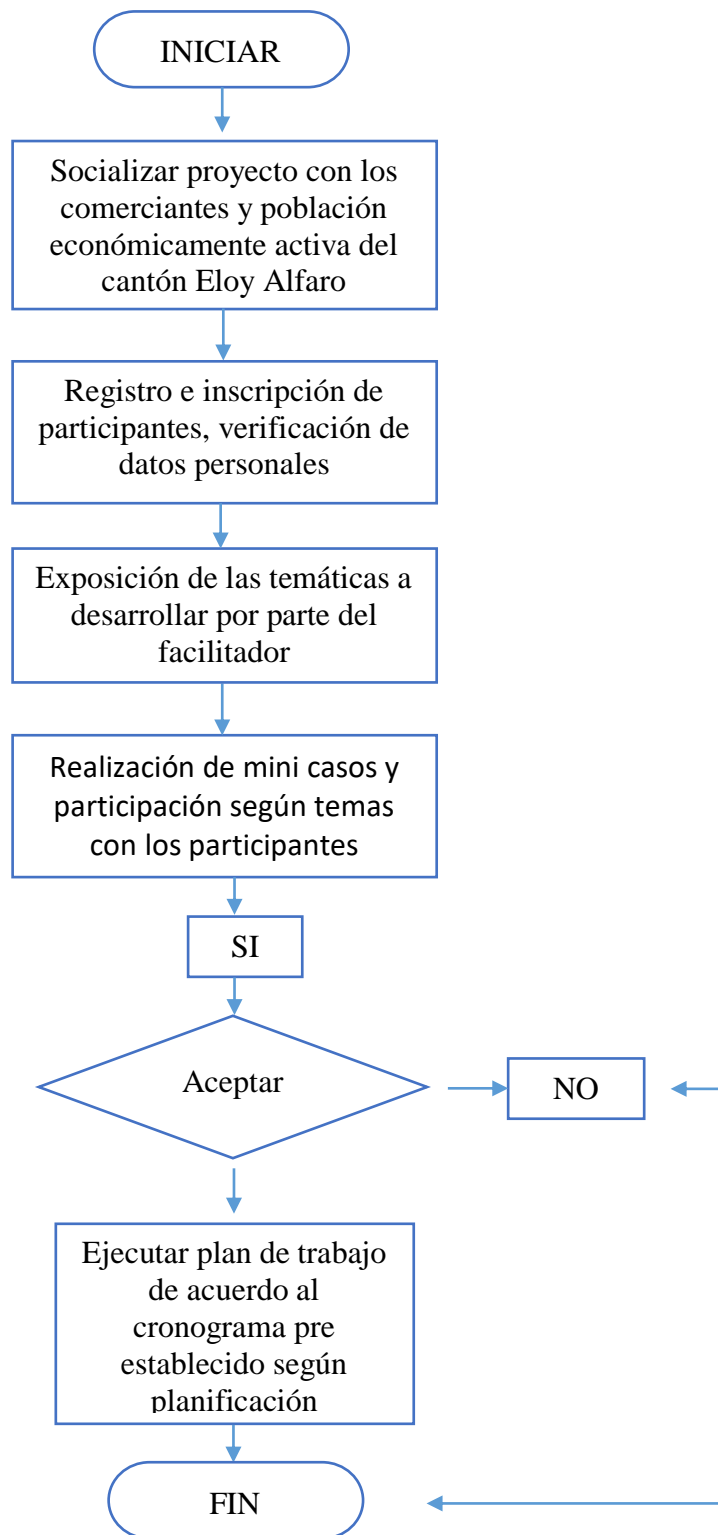 INICIAR
Socializar proyecto con los
comerciantes y población
económicamente activa del
cantón Eloy Alfaro
Registro e inscripción de
participantes, verificación de
datos personales
Exposición de las temáticas a
desarrollar por parte del
facilitador
Realización de mini casos y
participación según temas
con los participantes
SI
Aceptar
NO
Ejecutar plan de trabajo
de acuerdo al
cronograma pre
establecido según
planificación
FIN